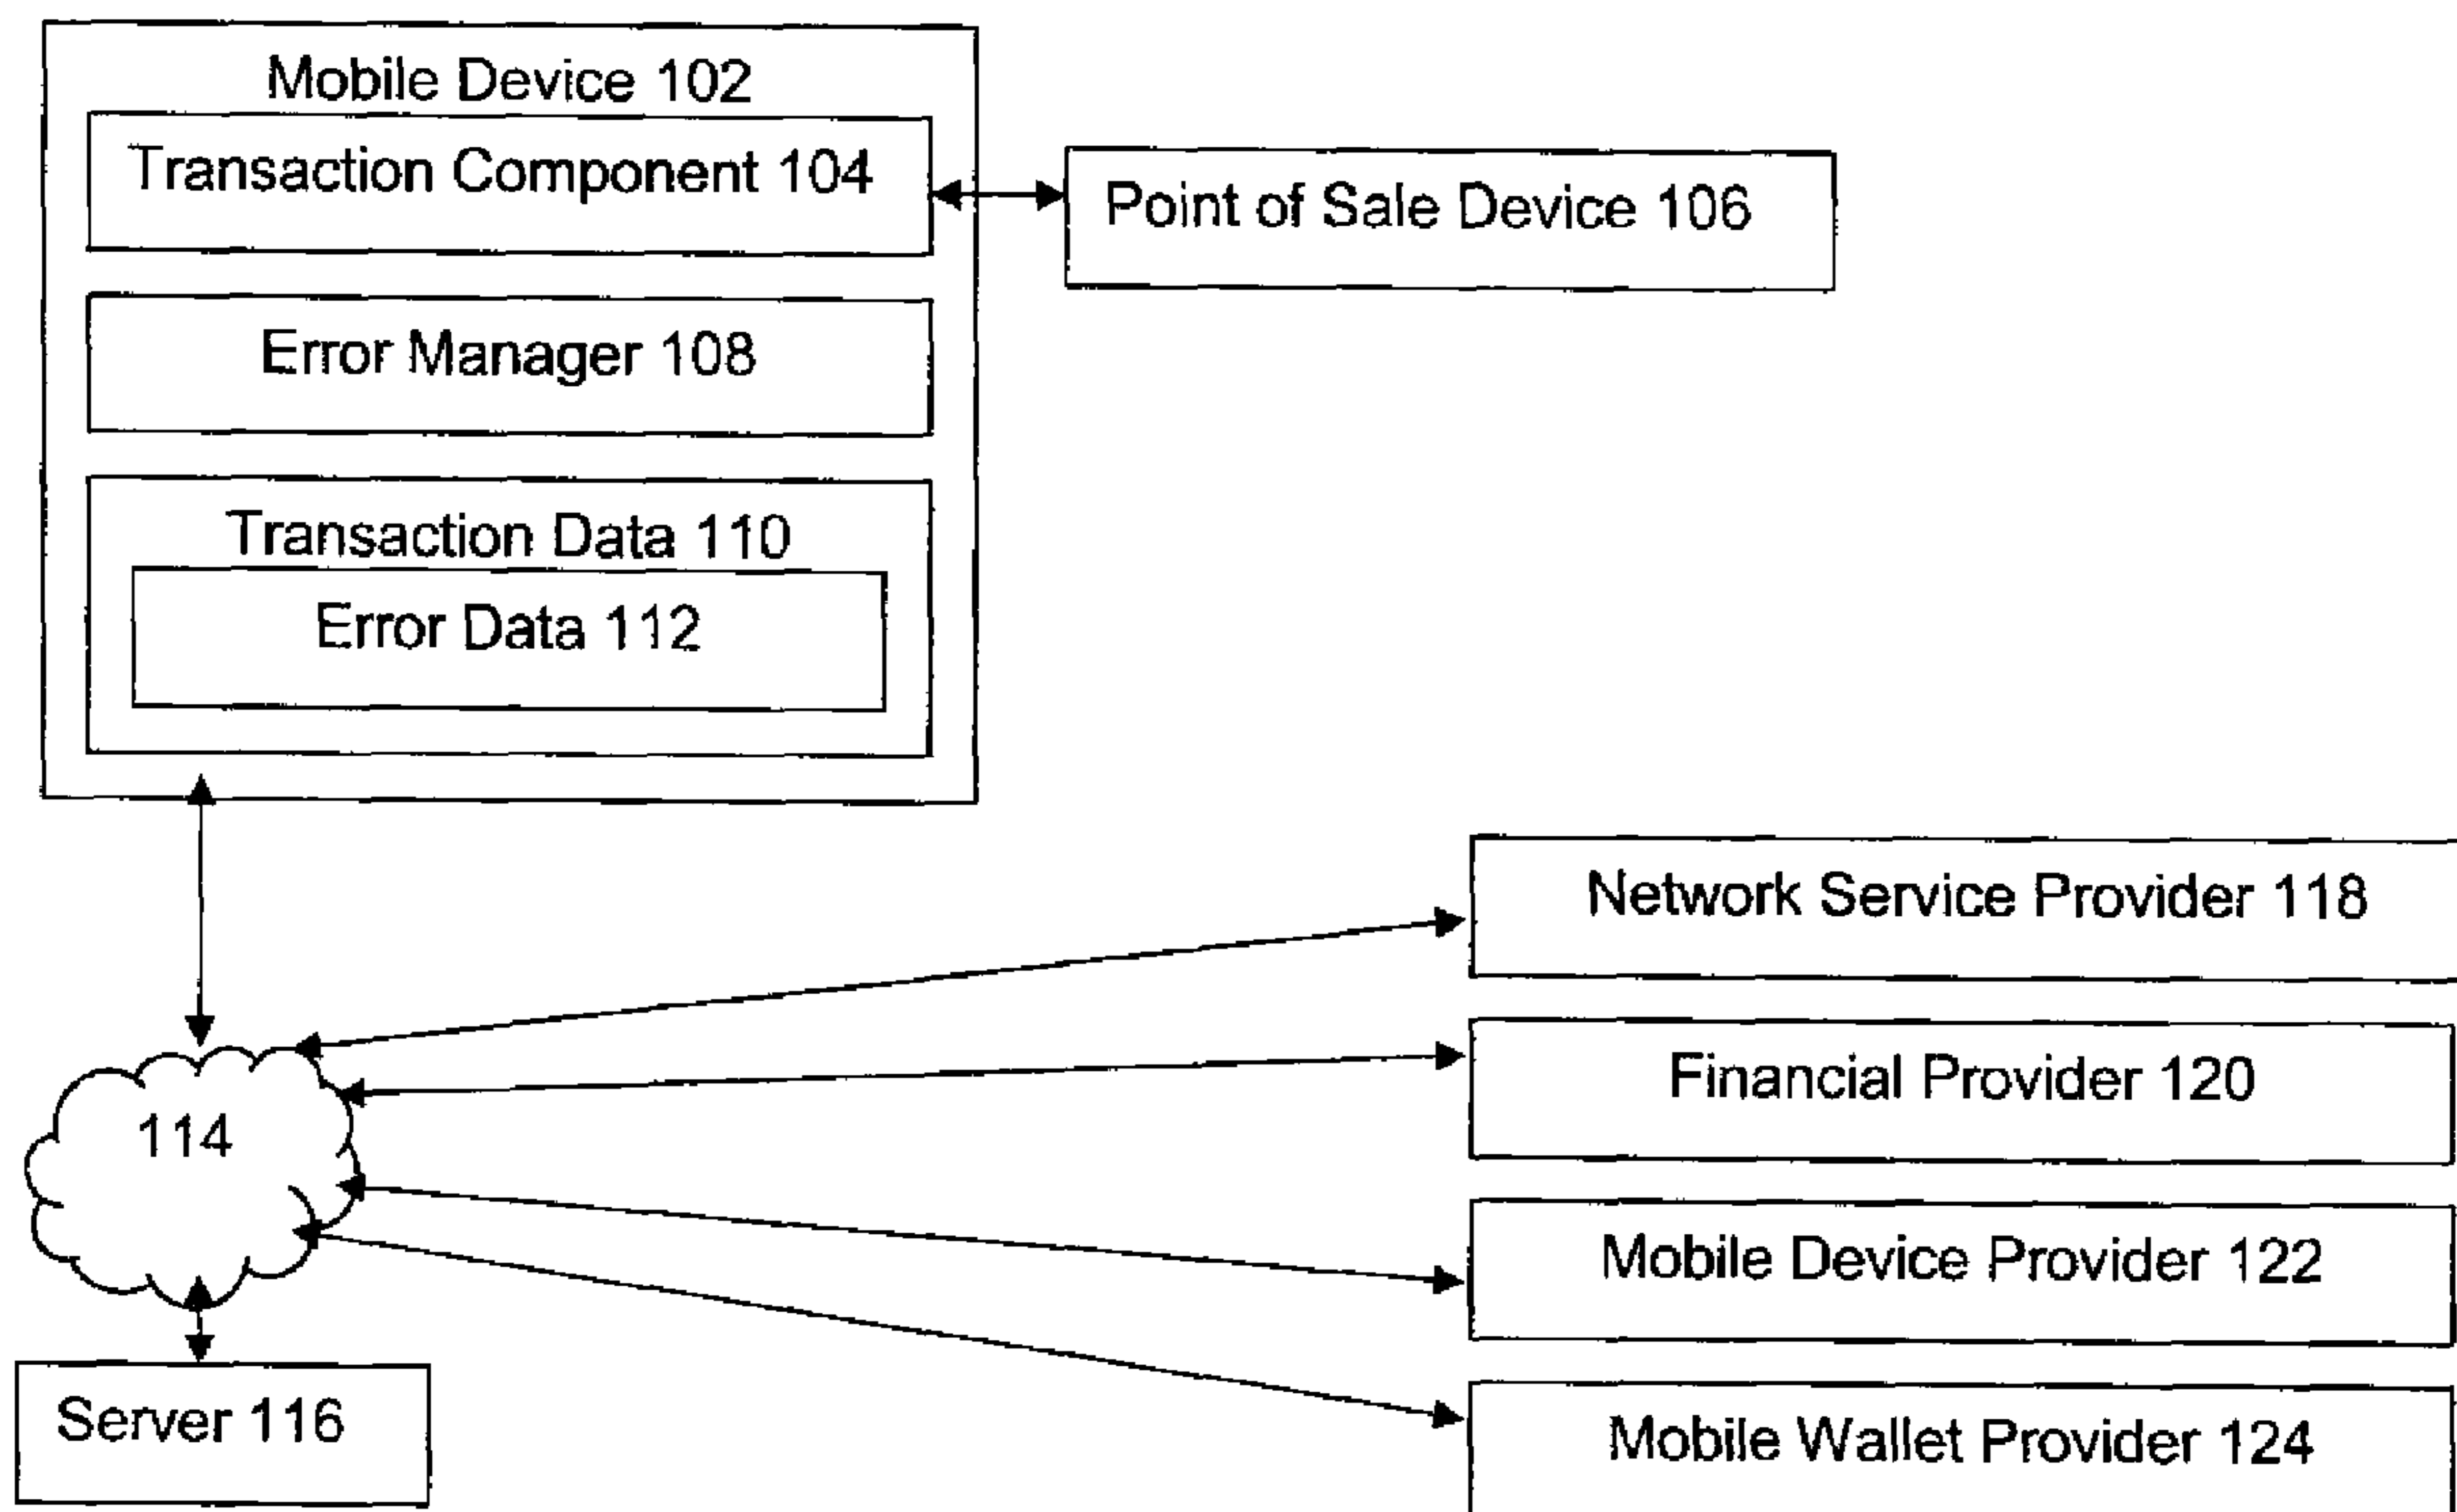 Mobile Device 102
Transaction Component 104
Point of Sale Device 106
Error Manager 108
Transaction Data 110
Error Data 112
Network Service Provider 118
Financial Provider 120
114
Mobile Device Provider 122
Server 116
Mobile Wallet Provider 124